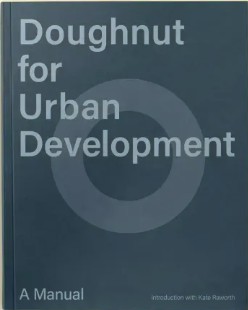 Doughnut
for
Urban
Development
A Manual
Introduction with Kate Raworth